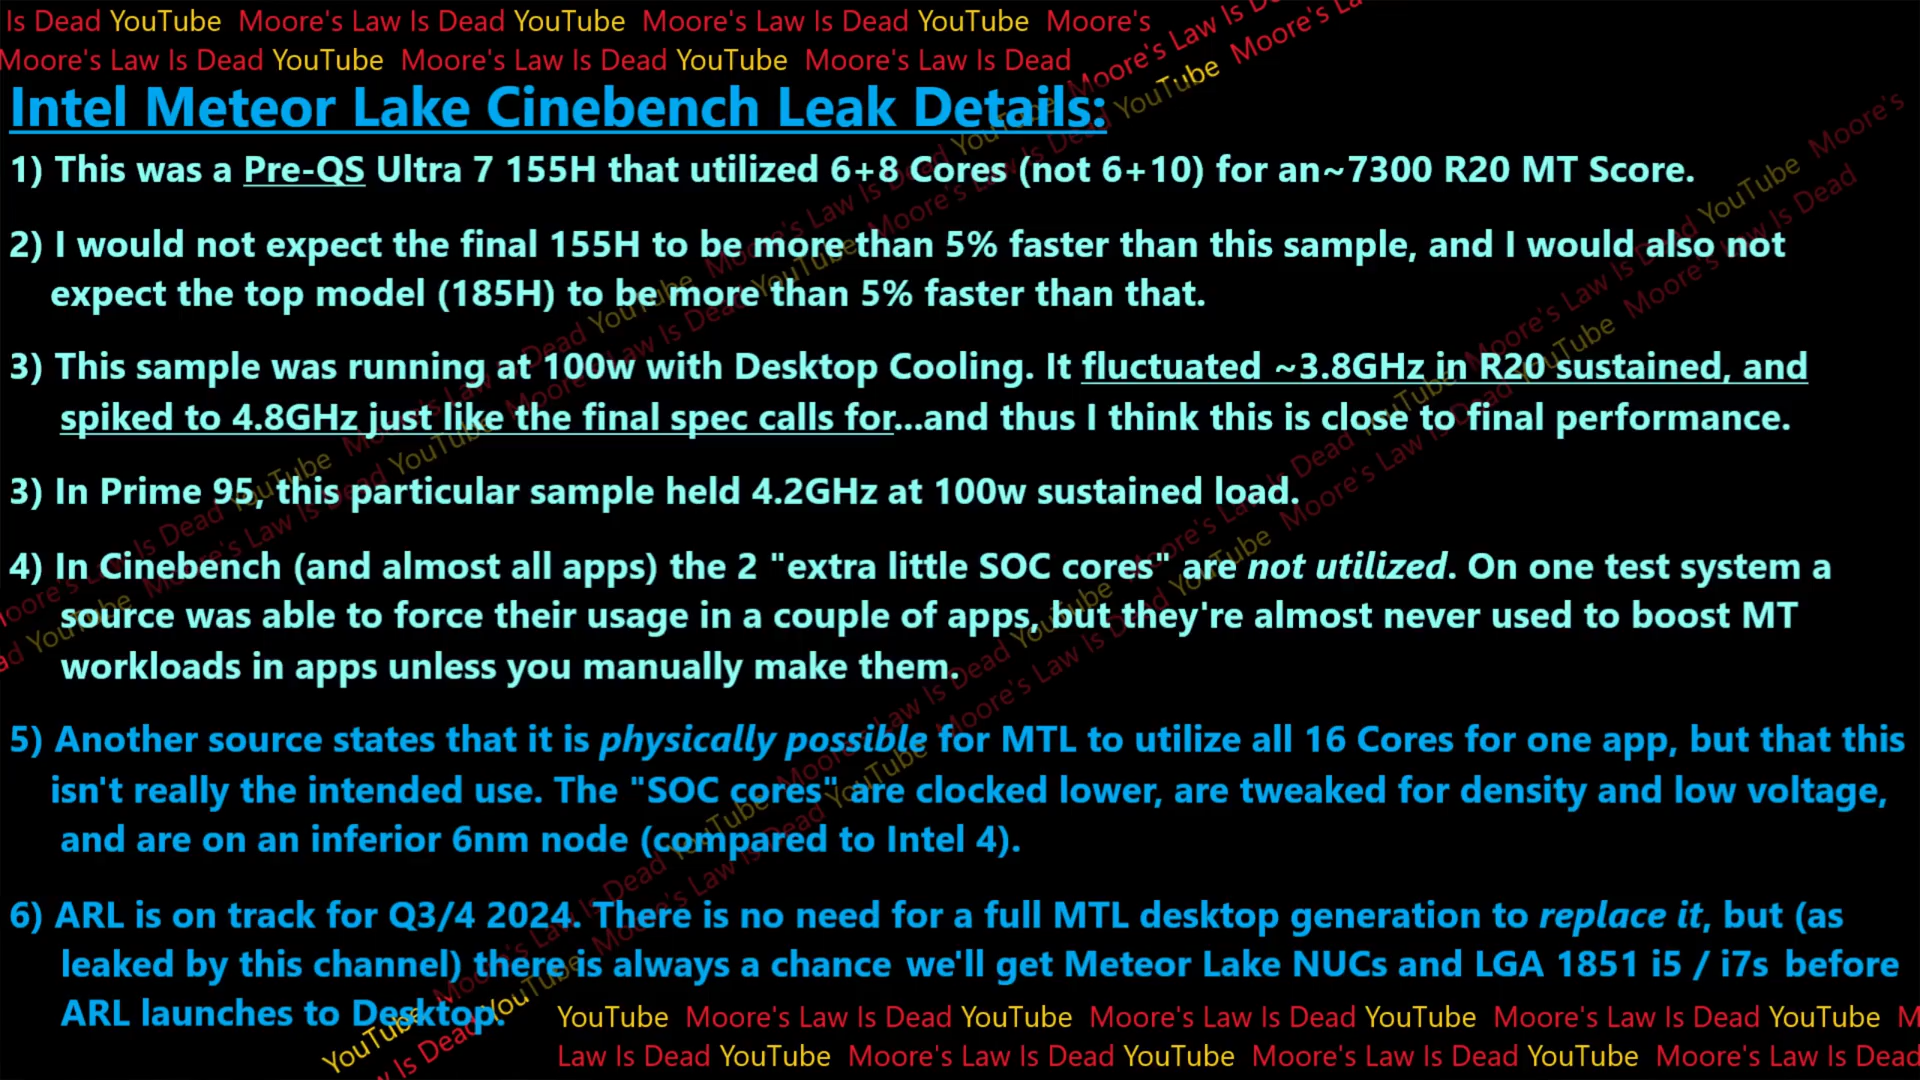 Is Dead YouTube Moore's Law Is Dead YouTube Moore's Law Is Dead YouTube Moore's
Moore's Law Is Dead YouTube Moore's Law Is Dead YouTube Moore's Law Is Dead
Moore's Law Is
YouTube Moore's
Intel Meteor Lake Cinebench Leak Details:
1) This was a Pre-QS Ultra 7 155H that utilized 6+8 Cores (not 6+10) for an~7300 R20 MT Score.
2) I would not expect the final 155H to be more than 5% faster than this sample, and I would also not
expect the top model (185H) to be more than 5% faster than that.
3) This sample was running at 100w with Desktop Cooling. It fluctuated ~3.8GHz in R20 sustained, and
spiked to 4.8GHz just like the final spec calls for...and thus I think this is close to final performance.
3) In Prime 95, this particular sample held 4.2GHz at 100w sustained load.
4) In Cinebench (and almost all apps) the 2 "extra little SOC cores" are not utilized. On one test system a
source was able to force their usage in a couple of apps, but they're almost never used to boost MT
workloads in apps unless you manually make them.
5) Another source states that it is physically possible for MTL to utilize all 16 Cores for one app, but that this
isn't really the intended use. The "SOC cores" are clocked lower, are tweaked for density and low voltage,
and are on an inferior 6nm node (compared to Intel 4).
6) ARL is on track for Q3/4 2024. There is no need for a full MTL desktop generation to replace it, but (as
leaked by this channel) there is always a chance we'll get Meteor Lake NUCs and LGA 1851 i5 / i7s before
ARL launches to Desktop.
YouTube Moore's Law Is Dead YouTube Moore's Law Is Dead YouTube Moore's Law Is Dead YouTube M
Law Is Dead YouTube Moore's Law Is Dead YouTube Moore's Law Is Dead YouTube Moore's Law Is Dead